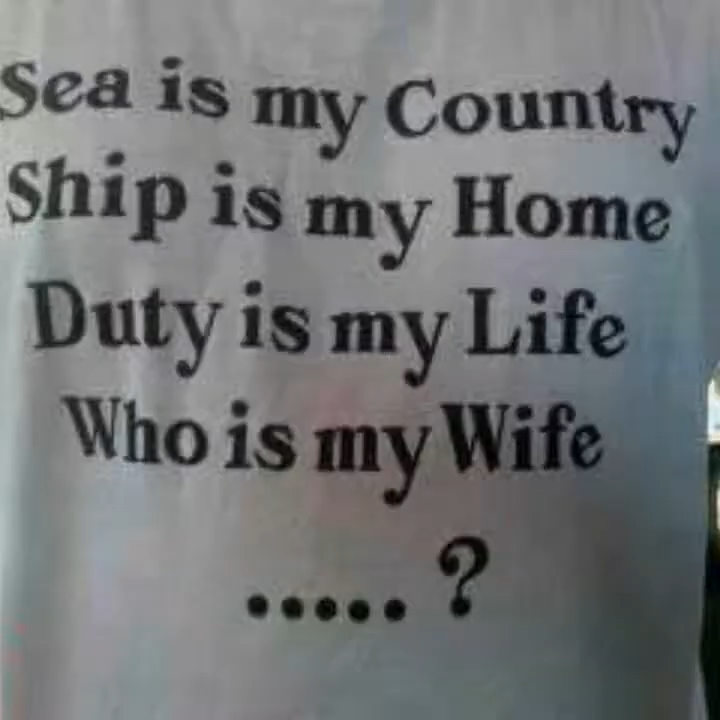 Sea is my Country
Ship is my Home
Duty is my Life
Who is my Wife
.....?